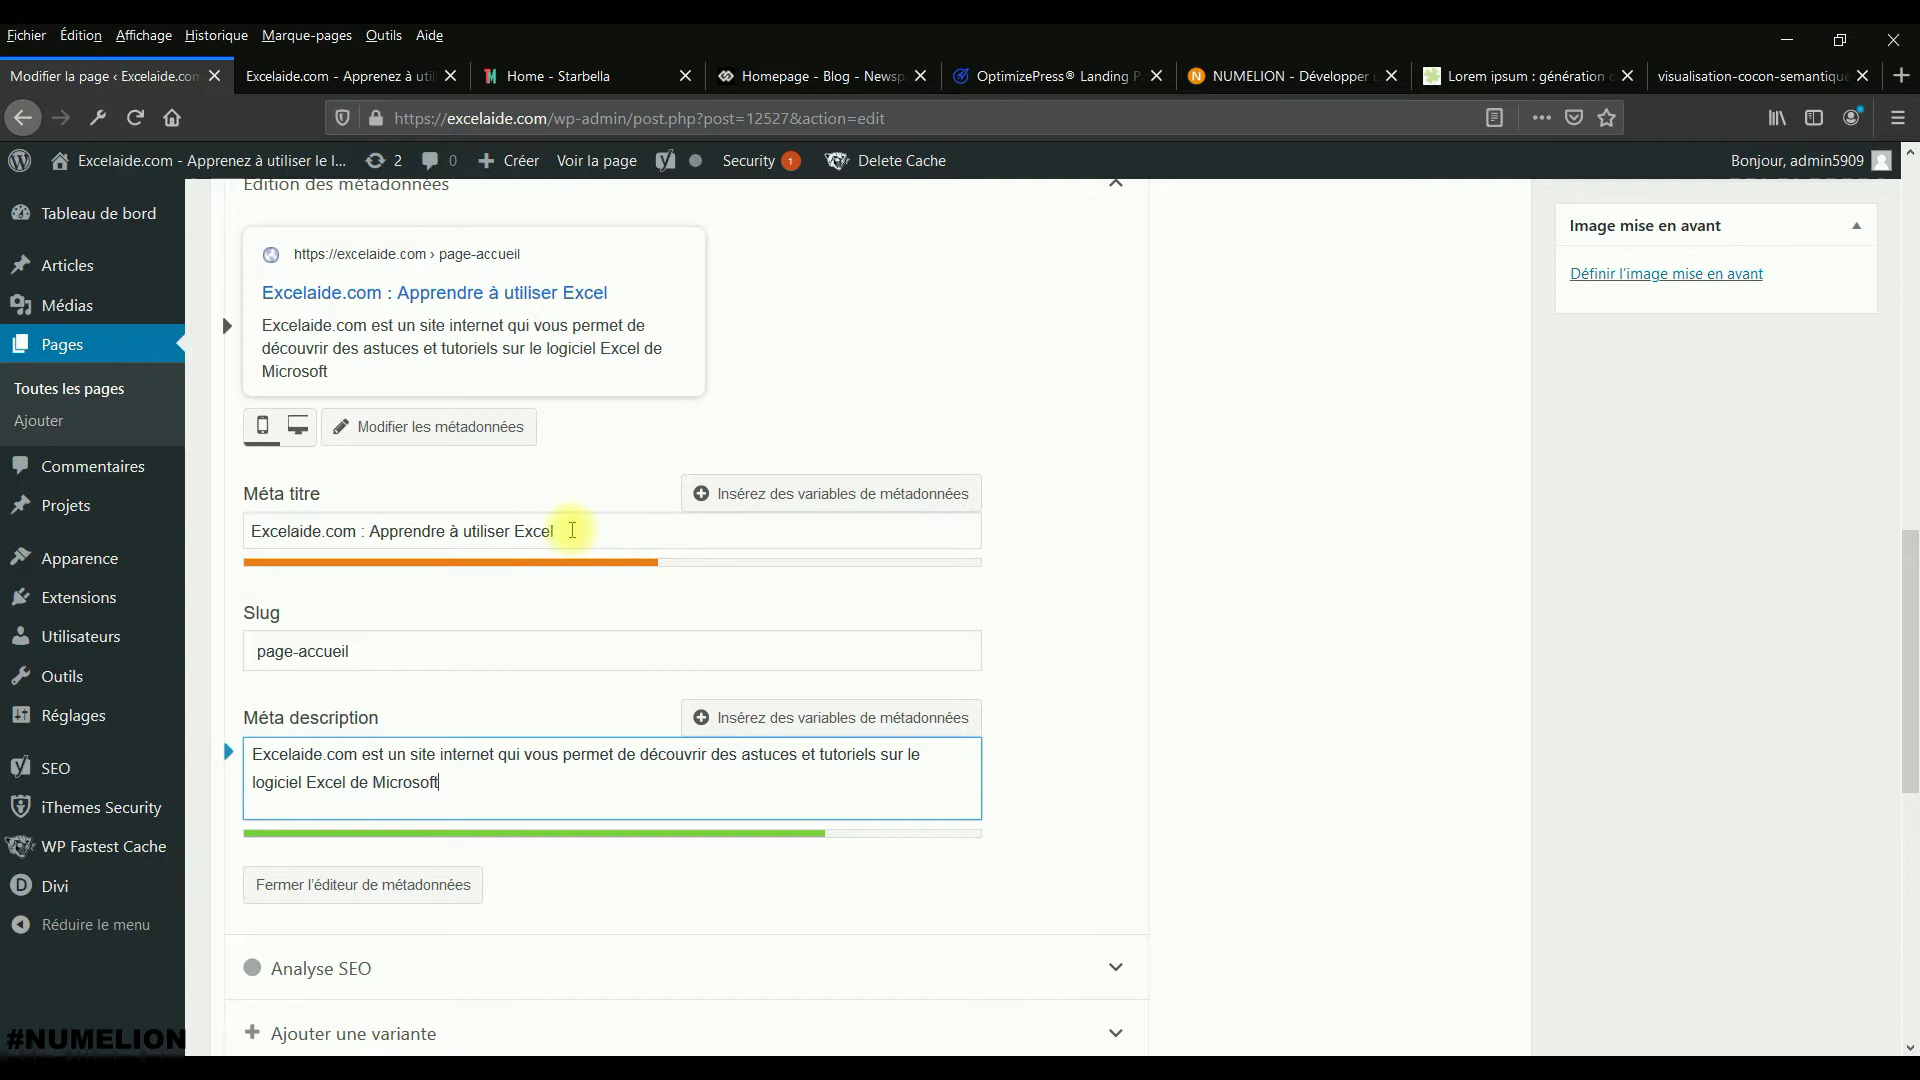 Fichier Édition Affichage Historique Marque-pages Outils Aide
Modifier la page ‹ Excelaide.com
Excelaide.com - Apprenez à util
Home - Starbella
Homepage - Blog - Newsp
OptimizePress® Landing P
NUMELION - Développer
Lorem ipsum : génération
visualisation-cocon-semantique
https://excelaide.com/wp-admin/post.php?post=12527&action=edit
Excelaide.com - Apprenez à utiliser le l... 2 0 Créer Voir la page Security 1 Delete Cache Bonjour, admin5909
Tableau de bord
Articles
Médias
Pages
Toutes les pages
Ajouter
Commentaires
Projets
Apparence
Extensions
Utilisateurs
Outils
Réglages
SEO
iThemes Security
WP Fastest Cache
Divi
Réduire le menu
#NUMELION
Edition des métadonnées
https://excelaide.com › page-accueil
Excelaide.com : Apprendre à utiliser Excel
Excelaide.com est un site internet qui vous permet de
découvrir des astuces et tutoriels sur le logiciel Excel de
Microsoft
Modifier les métadonnées
Méta titre
Insérez des variables de métadonnées
Excelaide.com : Apprendre à utiliser Excel
Slug
page-accueil
Méta description
Insérez des variables de métadonnées
Excelaide.com est un site internet qui vous permet de découvrir des astuces et tutoriels sur le
logiciel Excel de Microsoft
Fermer l'éditeur de métadonnées
Analyse SEO
Ajouter une variante
Image mise en avant
Définir l'image mise en avant